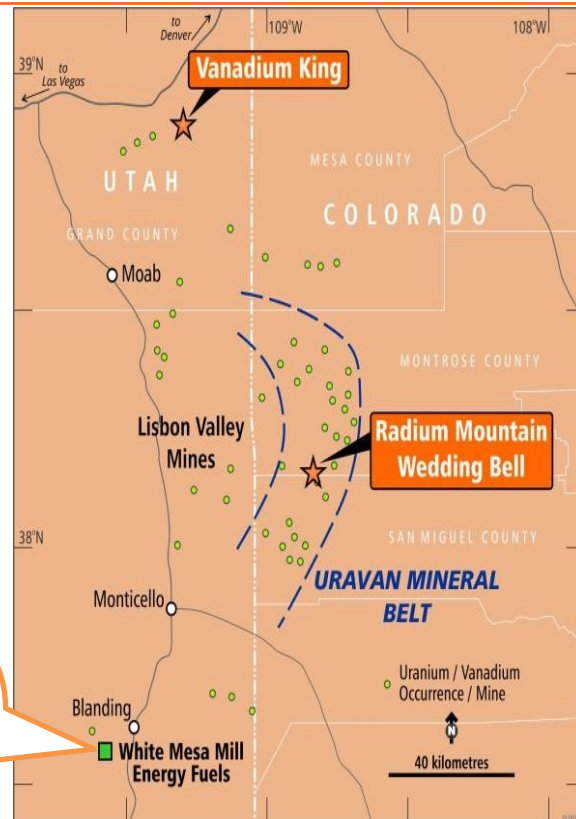 to
Denver
109°W
108°W
39°N
to
Las Vegas
Vanadium King
MESA COUNTY
UTAH
COLORADO
GRAND COUNTY
Moab
MONTROSE COUNTY
Lisbon Valley
Mines
Radium Mountain
Wedding Bell
38°N
SAN MIGUEL COUNTY
URAVAN MINERAL
BELT
Monticello
Uranium / Vanadium
Occurrence / Mine
N
Blanding
White Mesa Mill
Energy Fuels
40 kilometres